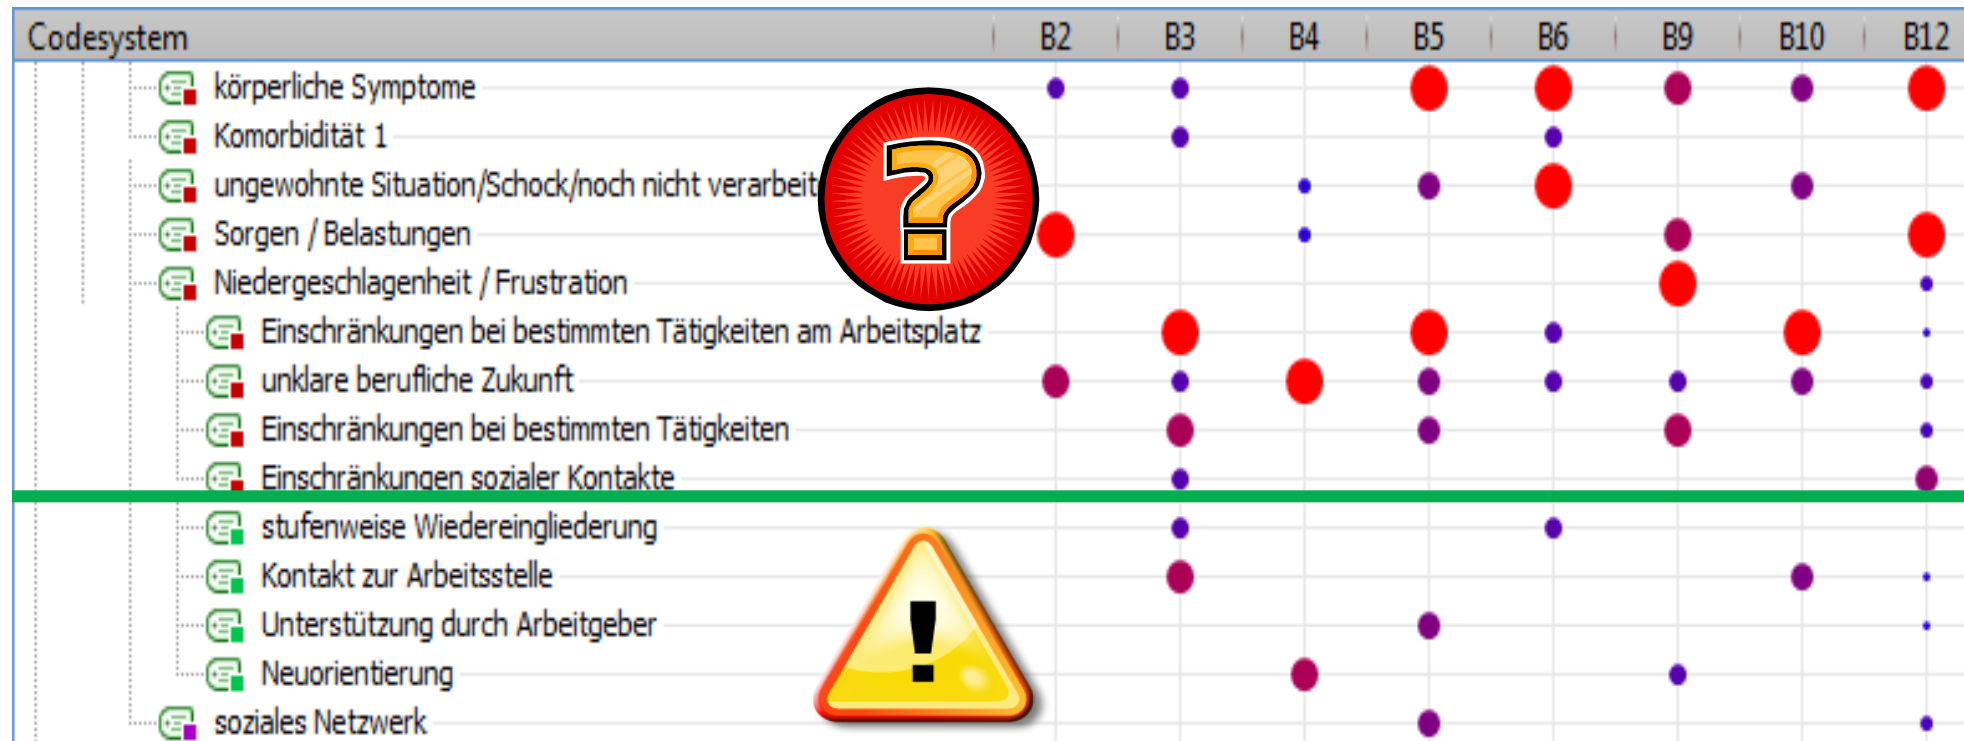 Codesystem B2 B3 B4 B5 B6 B9 B10 B12
körperliche Symptome
Komorbidität 1
ungewohnte Situation/Schock/noch nicht verarbeit
Sorgen / Belastungen
Niedergeschlagenheit / Frustration
Einschränkungen bei bestimmten Tätigkeiten am Arbeitsplatz
unklare berufliche Zukunft
Einschränkungen bei bestimmten Tätigkeiten
Einschränkungen sozialer Kontakte
stufenweise Wiedereingliederung
Kontakt zur Arbeitsstelle
Unterstützung durch Arbeitgeber
Neuorientierung
soziales Netzwerk
?
!